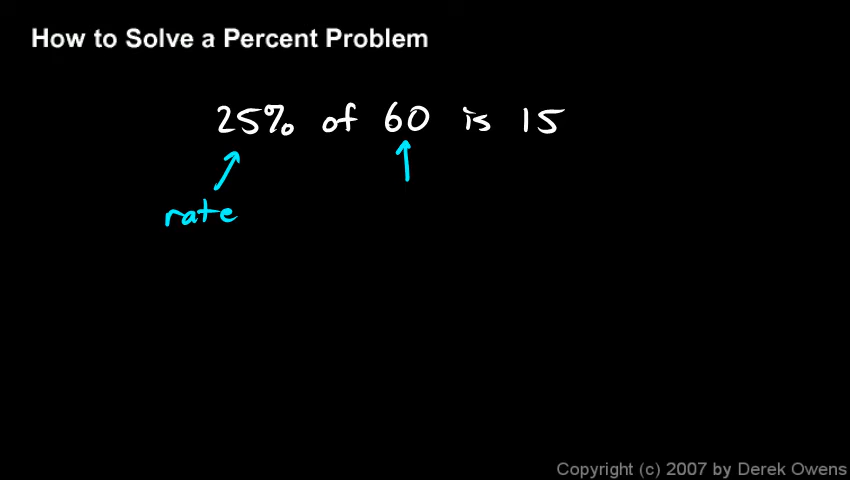 How to Solve a Percent Problem
25% of 60 is 15
rate
Copyright (c) 2007 by Derek Owens